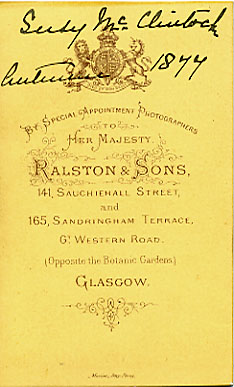 Lady McClintock
Autumn 1877
By Special Appointment Photographers
TO
HER MAJESTY.
RALSTON & SONS,
141, SAUCHIEHALL STREET,
and
165, SANDRINGHAM TERRACE,
Gt WESTERN ROAD.
(Opposite the Botanic Gardens)
GLASGOW.